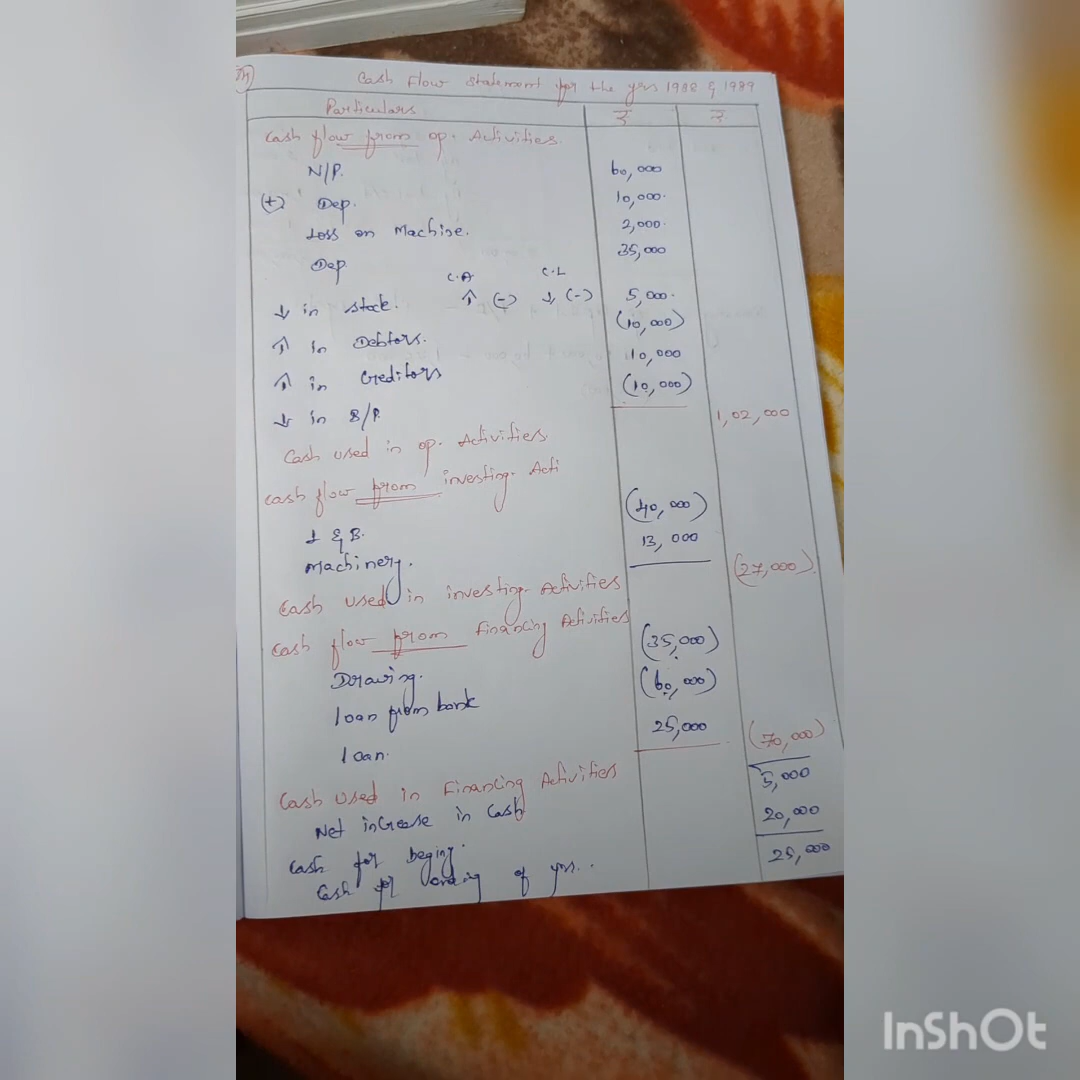 Cash Flow Statement for the yrs 1988 & 1989
Particulars ₹ ₹
Cash flow from op. Activities.
N/P. 60,000
(+) Dep. 10,000.
Loss on Machine. 2,000.
Dep 35,000
C.A C.L
↓ in stock. ↑ (-) ↓ (-) 5,000.
↑ in Debtors. (10,000)
↑ in Creditors 10,000
↓ in B/P. (10,000)
Cash used in op. Activities. 1,02,000
Cash flow from investing. Acti
L & B. (40,000)
Machinery. 13,000
Cash used in investing. Activities (27,000).
Cash flow from Financing Activities
Drawing. (35,000)
loan from bank (60,000)
loan. 25,000
Cash used in Financing Activities (70,000)
Net increase in Cash 5,000
Cash for beging. 20,000
Cash for ending of yrs... 25,000
InShOt